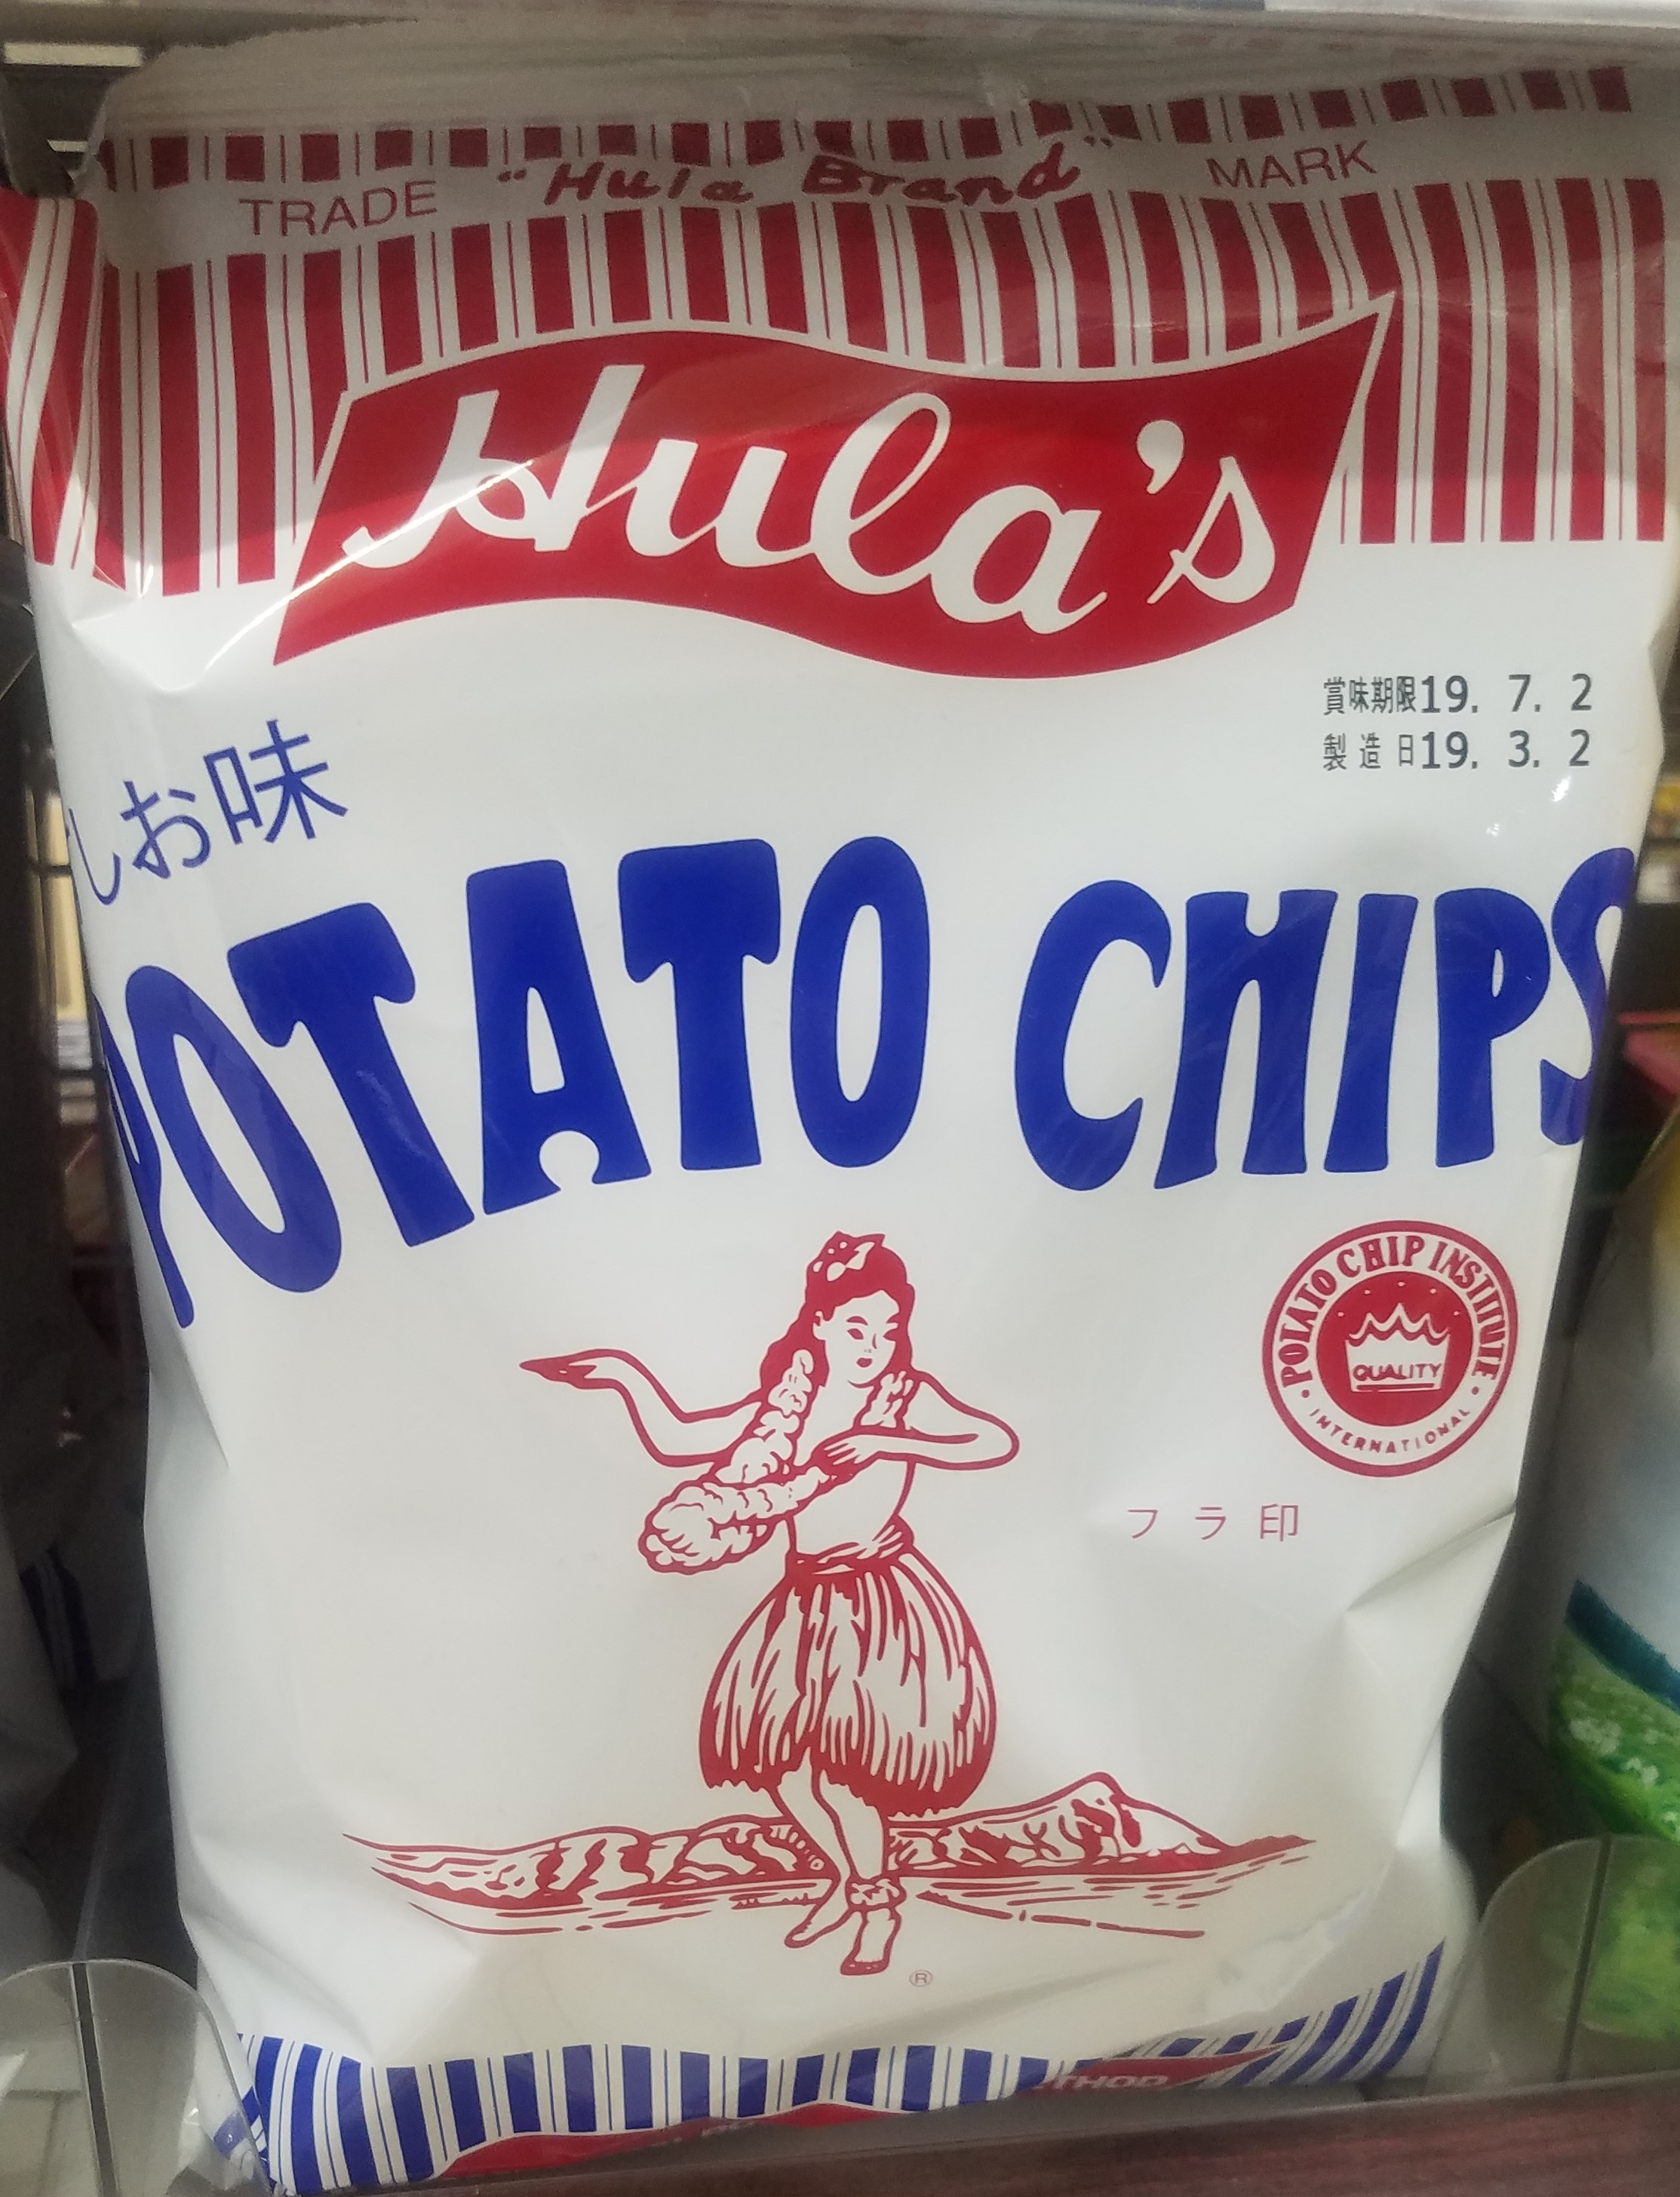 TRADE "Hula Brand" MARK
Hula's
賞味期限19. 7. 2
製造日19. 3. 2
しお味
POTATO CHIPS
POTATO CHIP INSTITUTE
QUALITY
· INTERNATIONAL ·
フラ印
®